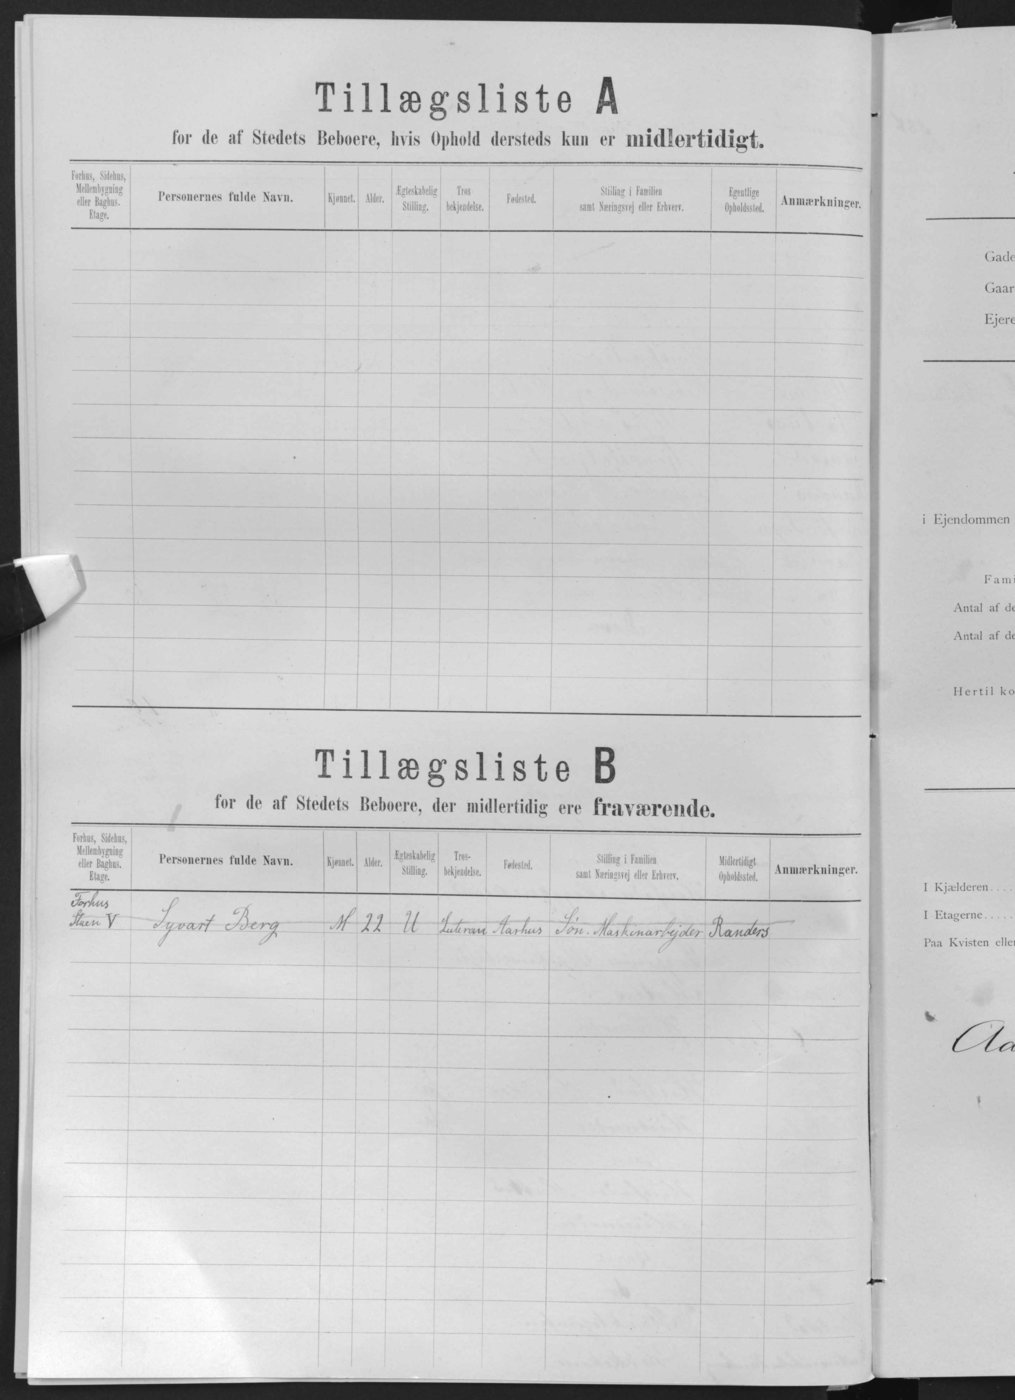 Tillægsliste A
for de af Stedets Beboere, hvis Ophold dersteds kun er midlertidigt.
Forhus, Sidehus, Mellembygning eller Baghus. Etage. Personernes fulde Navn. Kjønnet. Alder. Ægteskabelig Stilling. Tros-bekjendelse. Fødested. Stilling i Familien samt Næringsvej eller Erhverv. Egentlige Opholdssted. Anmærkninger.
Tillægsliste B
for de af Stedets Beboere, der midlertidig ere fraværende.
Forhus, Sidehus, Mellembygning eller Baghus. Etage. Personernes fulde Navn. Kjønnet. Alder. Ægteskabelig Stilling. Tros-bekjendelse. Fødested. Stilling i Familien samt Næringsvej eller Erhverv. Midlertidigt Opholdssted. Anmærkninger.
Forhus
Stuen V Syvart Berg M 22 U Luteran Aarhus Søn. Maskinarbejder Randers
Gade
Gaar
Ejere
i Ejendommen
Fami
Antal af de
Antal af de
Hertil ko
I Kjælderen....
I Etagerne.....
Paa Kvisten eller
Aa